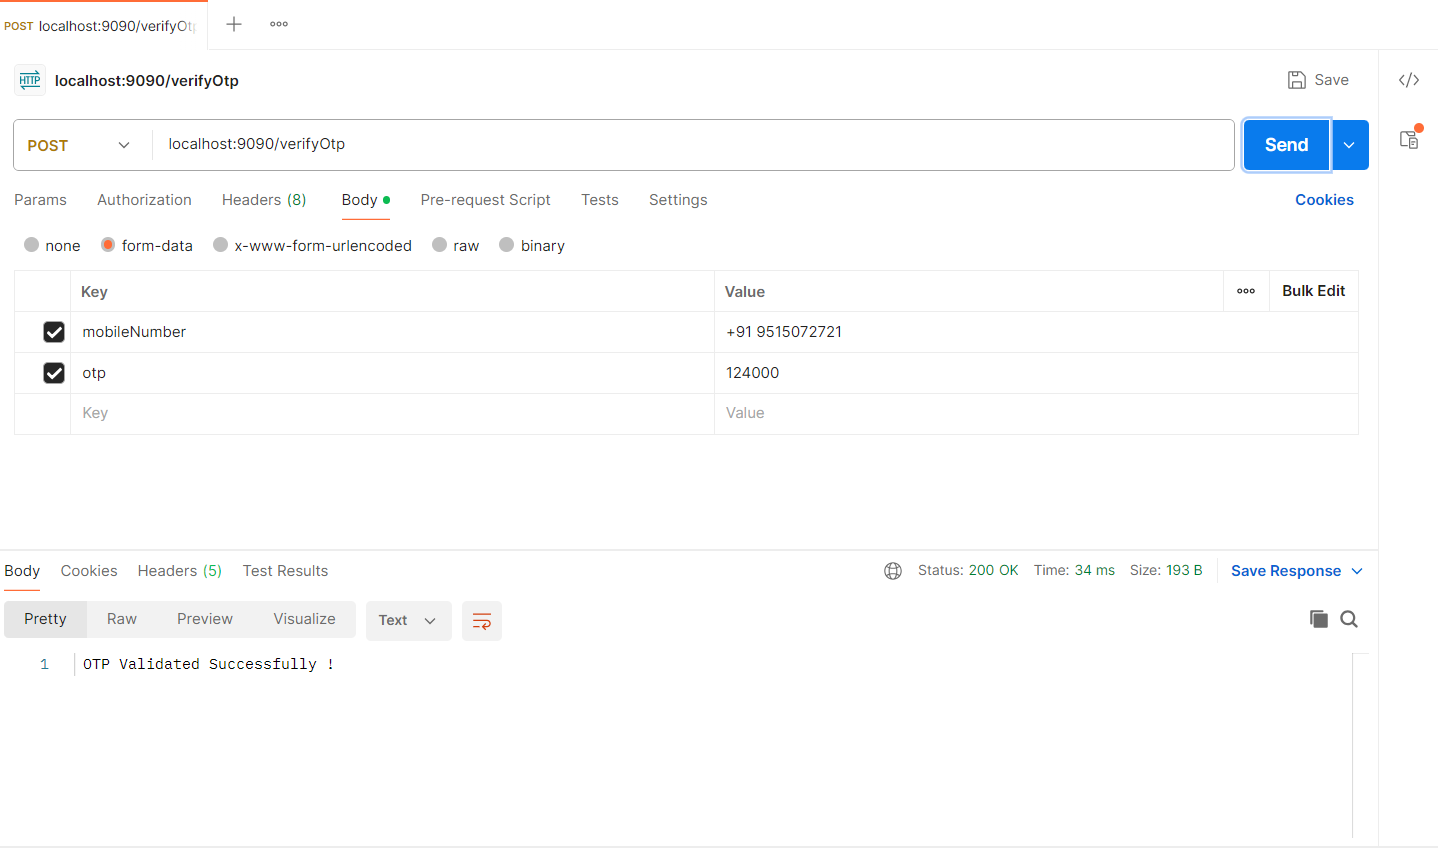 POST localhost:9090/verifyOt
HTTP localhost:9090/verifyOtp Save
POST localhost:9090/verifyOtp Send
Params Authorization Headers (8) Body Pre-request Script Tests Settings Cookies
none form-data x-www-form-urlencoded raw binary
Key Value Bulk Edit
mobileNumber +91 9515072721
otp 124000
Key Value
Body Cookies Headers (5) Test Results Status: 200 OK Time: 34 ms Size: 193 B Save Response
Pretty Raw Preview Visualize Text
1 OTP Validated Successfully !